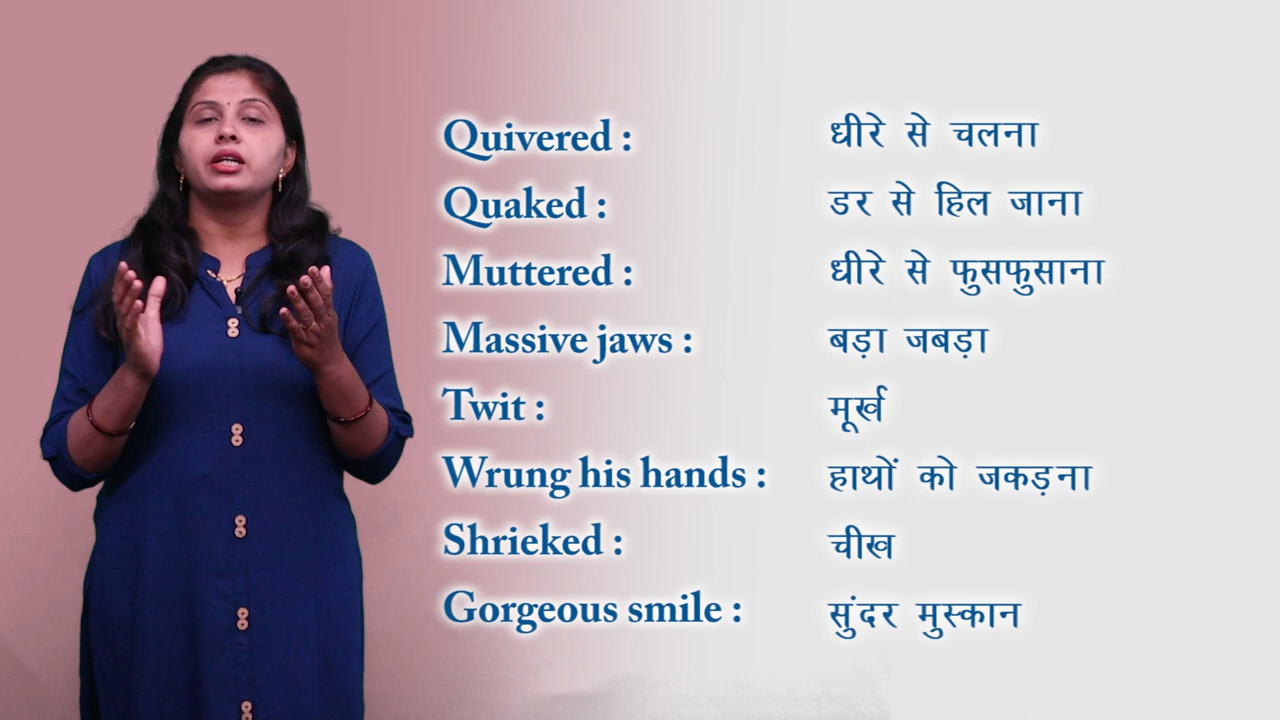 Quivered : धीरे से चलना
Quaked : डर से हिल जाना
Muttered : धीरे से फुसफुसाना
Massive jaws : बड़ा जबड़ा
Twit : मूर्ख
Wrung his hands : हाथों को जकड़ना
Shrieked : चीख
Gorgeous smile : सुंदर मुस्कान